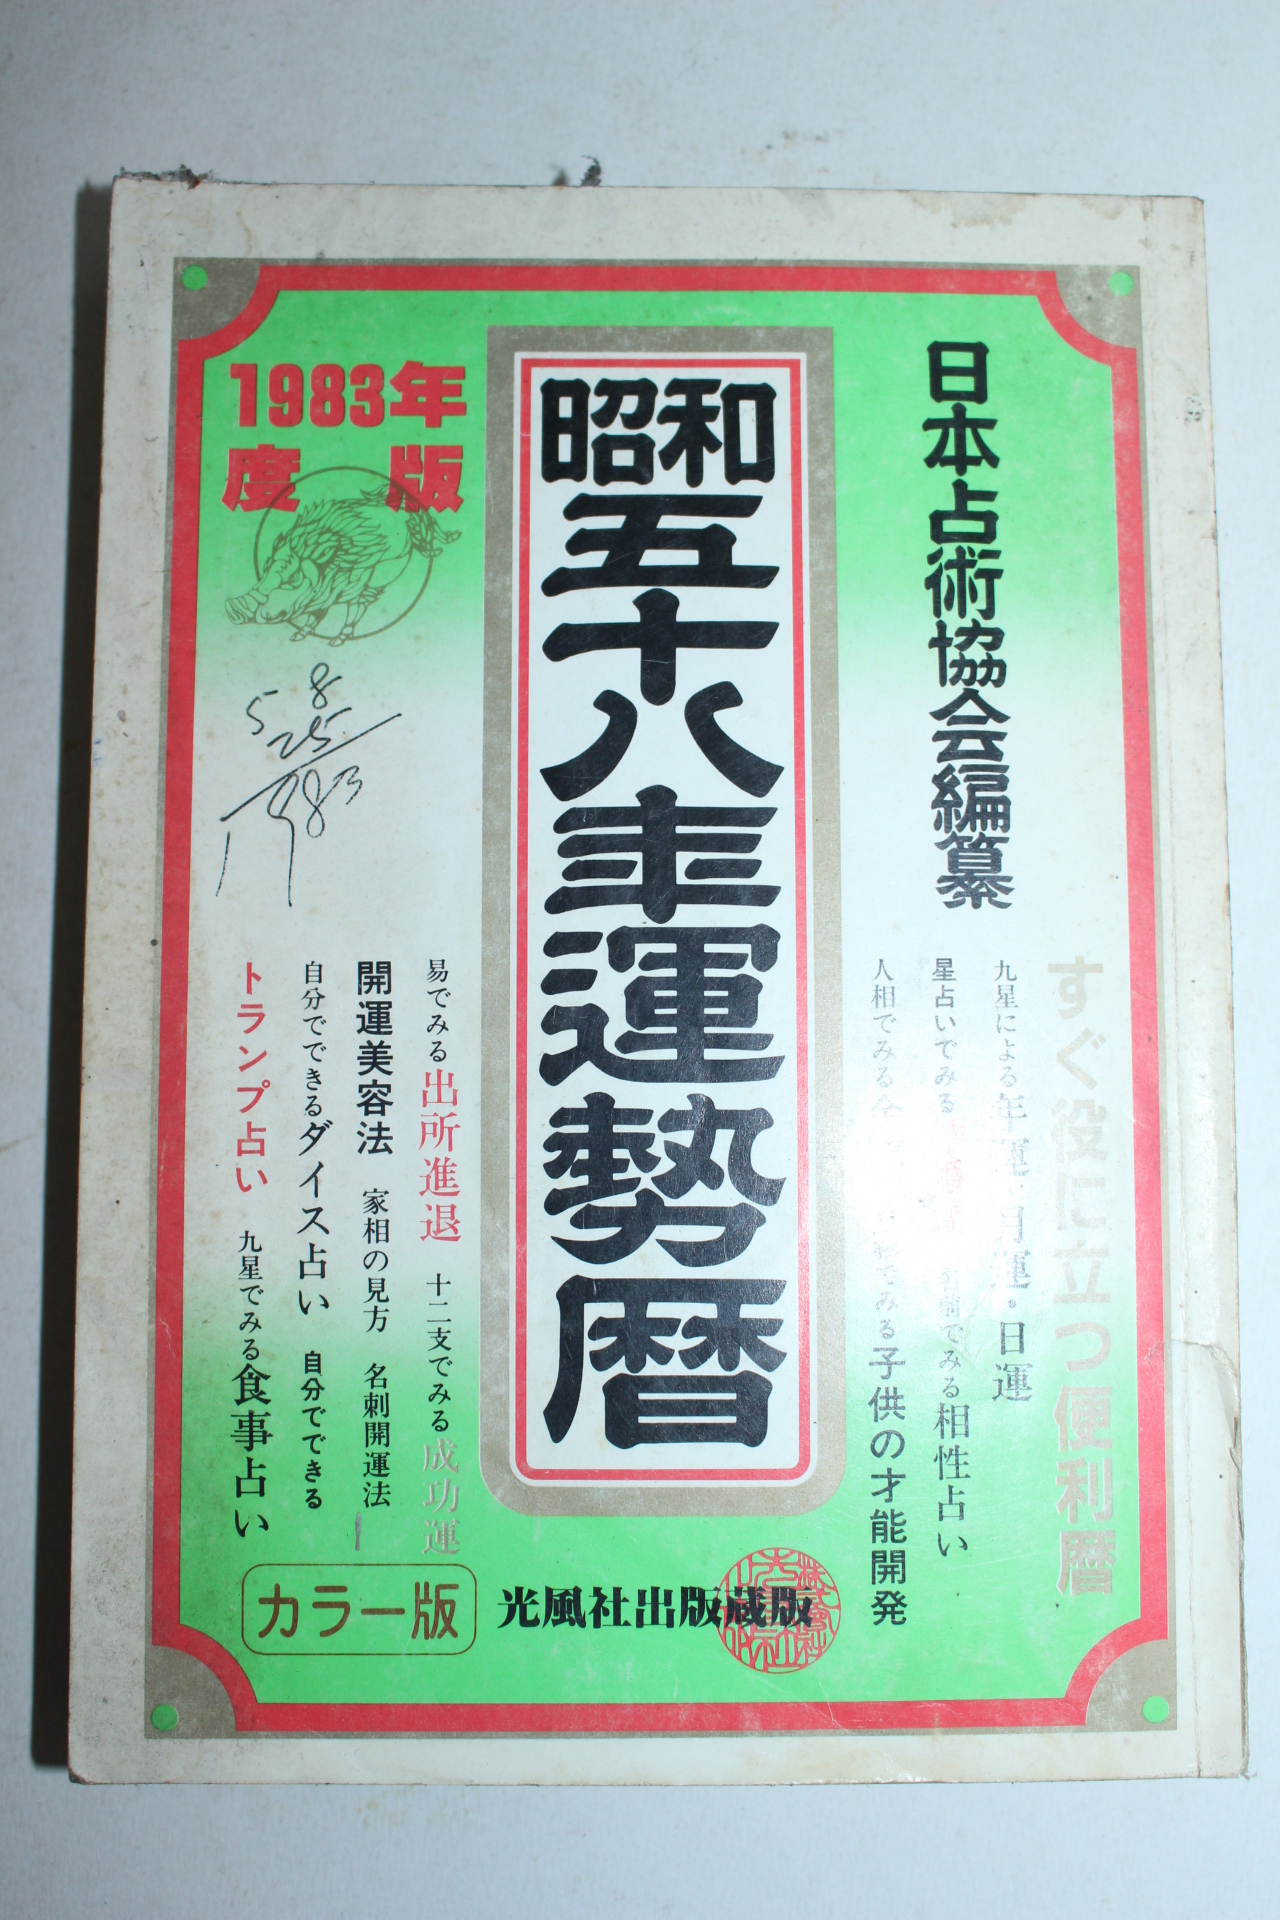 すぐ役に立つ便利暦
日本占術協会編纂
九星による年運・月運・日運
星占いでみる
でみる相性占い
人相でみる
でみる子供の才能開発
昭和五十八年運勢暦
1983年
度版
5 8
25
1983
易でみる出所進退 十二支でみる成功運
開運美容法 家相の見方 名刺開運法
自分でできるダイス占い 自分でできる
トランプ占い 九星でみる食事占い
カラー版
光風社出版蔵版